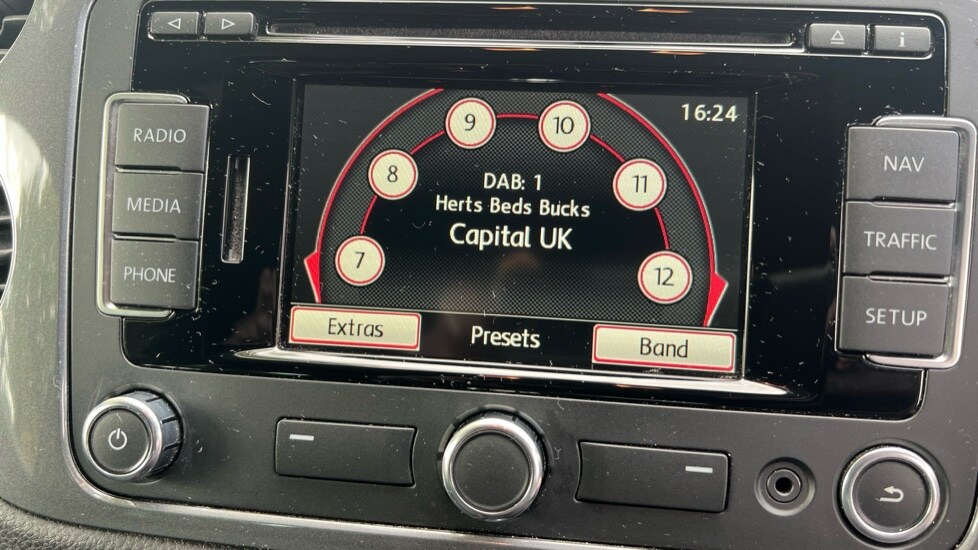 i
RADIO
MEDIA
PHONE
16:24
9
10
8
11
7
12
DAB: 1
Herts Beds Bucks
Capital UK
Extras
Presets
Band
NAV
TRAFFIC
SETUP